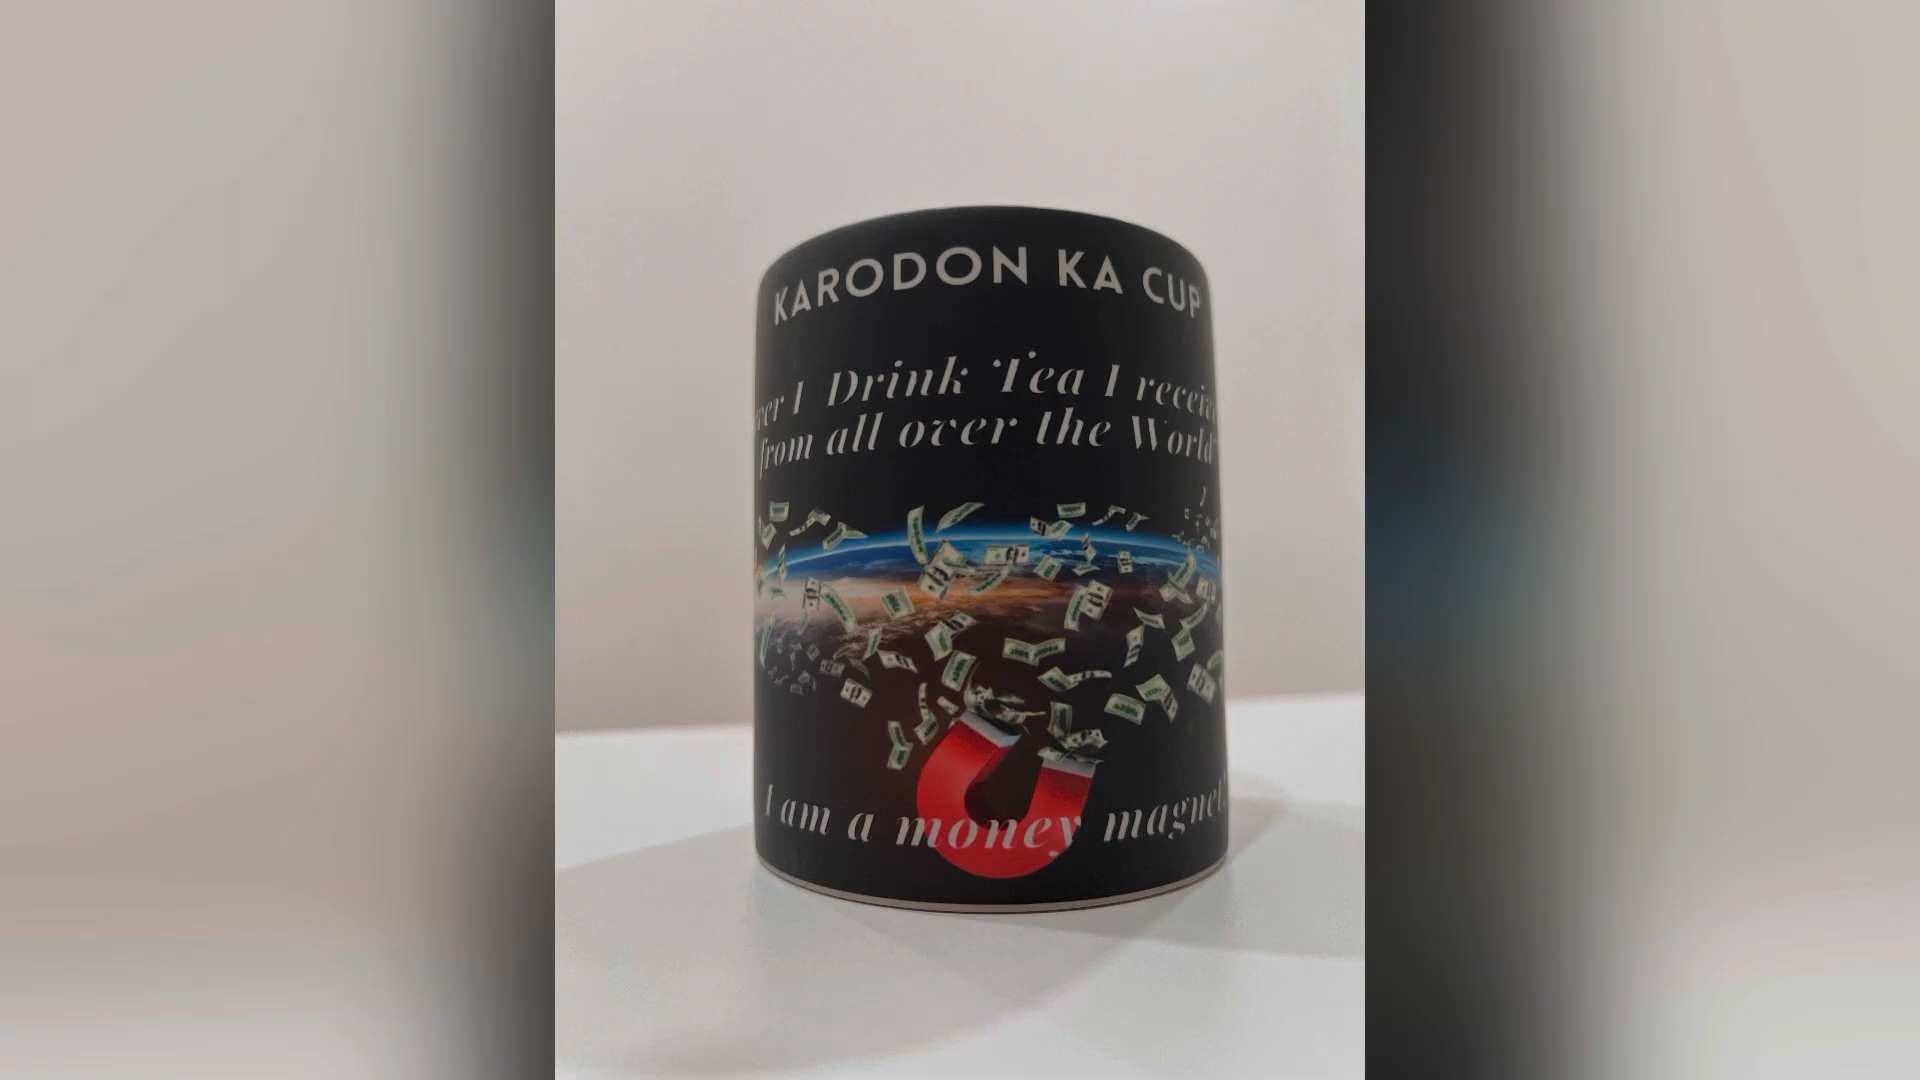 KARODON KA CUP
I Drink Tea I
from all over the World
I am a money magnet